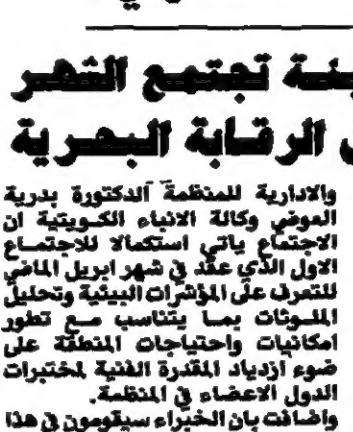 تجتمع الشهر
الرقابة البحرية
والادارية للمنظمة الدكتورة بدرية
العوضي وكالة الانباء الكويتية ان
الاجتماع ياتي استكمالا للاجتماع
الاول الذي عقد في شهر ابريل الماضي
للتعرف على المؤشرات البيئية وتحليل
الملوثات بما يتناسب مع تطور
امكانيات واحتياجات المنطقة على
ضوء ازدياد المقدرة الفنية لمختبرات
الدول الاعضاء في المنظمة.
واضافت بان الخبراء سيقومون في هذا